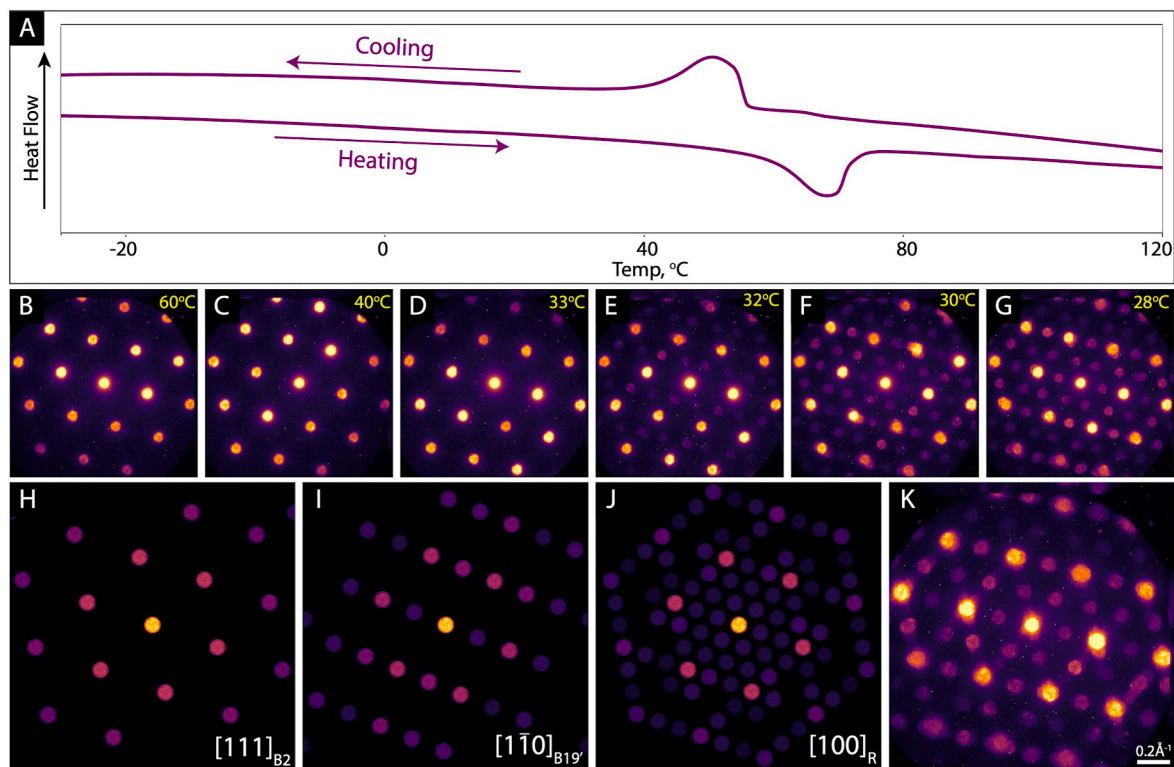 A
Heat Flow
Cooling
Heating
-20 0 40 80 120
Temp, °C
B 60°C C 40°C D 33°C E 32°C F 30°C G 28°C
H I J K
[111]B2 [11̅0]B19' [100]R 0.2Å-1